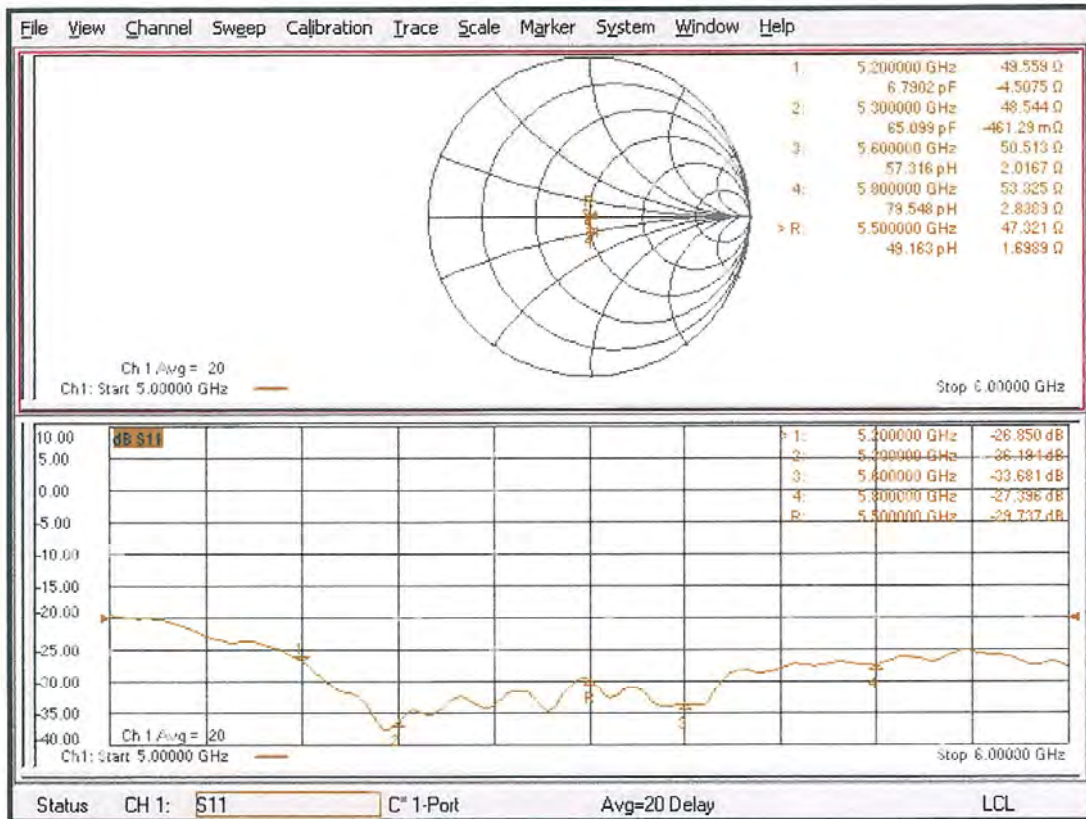 File View Channel Sweep Calibration Trace Scale Marker System Window Help
1: 5.200000 GHz 49.559 Ω
6.7902 pF -4.5075 Ω
2: 5.300000 GHz 48.544 Ω
65.099 pF -461.29 mΩ
3: 5.600000 GHz 50.513 Ω
57.316 pH 2.0167 Ω
4: 5.800000 GHz 53.325 Ω
79.548 pH 2.8989 Ω
> R: 5.500000 GHz 47.321 Ω
49.163 pH 1.6989 Ω
Ch 1 Avg = 20
Ch1: Start 5.00000 GHz
Stop 6.00000 GHz
10.00
5.00
0.00
-5.00
-10.00
-15.00
-20.00
-25.00
-30.00
-35.00
-40.00
dB S11
> 1: 5.200000 GHz -26.850 dB
2: 5.300000 GHz -36.194 dB
3: 5.600000 GHz -33.681 dB
4: 5.800000 GHz -27.396 dB
R: 5.500000 GHz -29.737 dB
1
2
R
3
4
Ch 1 Avg = 20
Ch1: Start 5.00000 GHz
Stop 6.00000 GHz
Status CH 1: S11 C* 1-Port Avg=20 Delay LCL